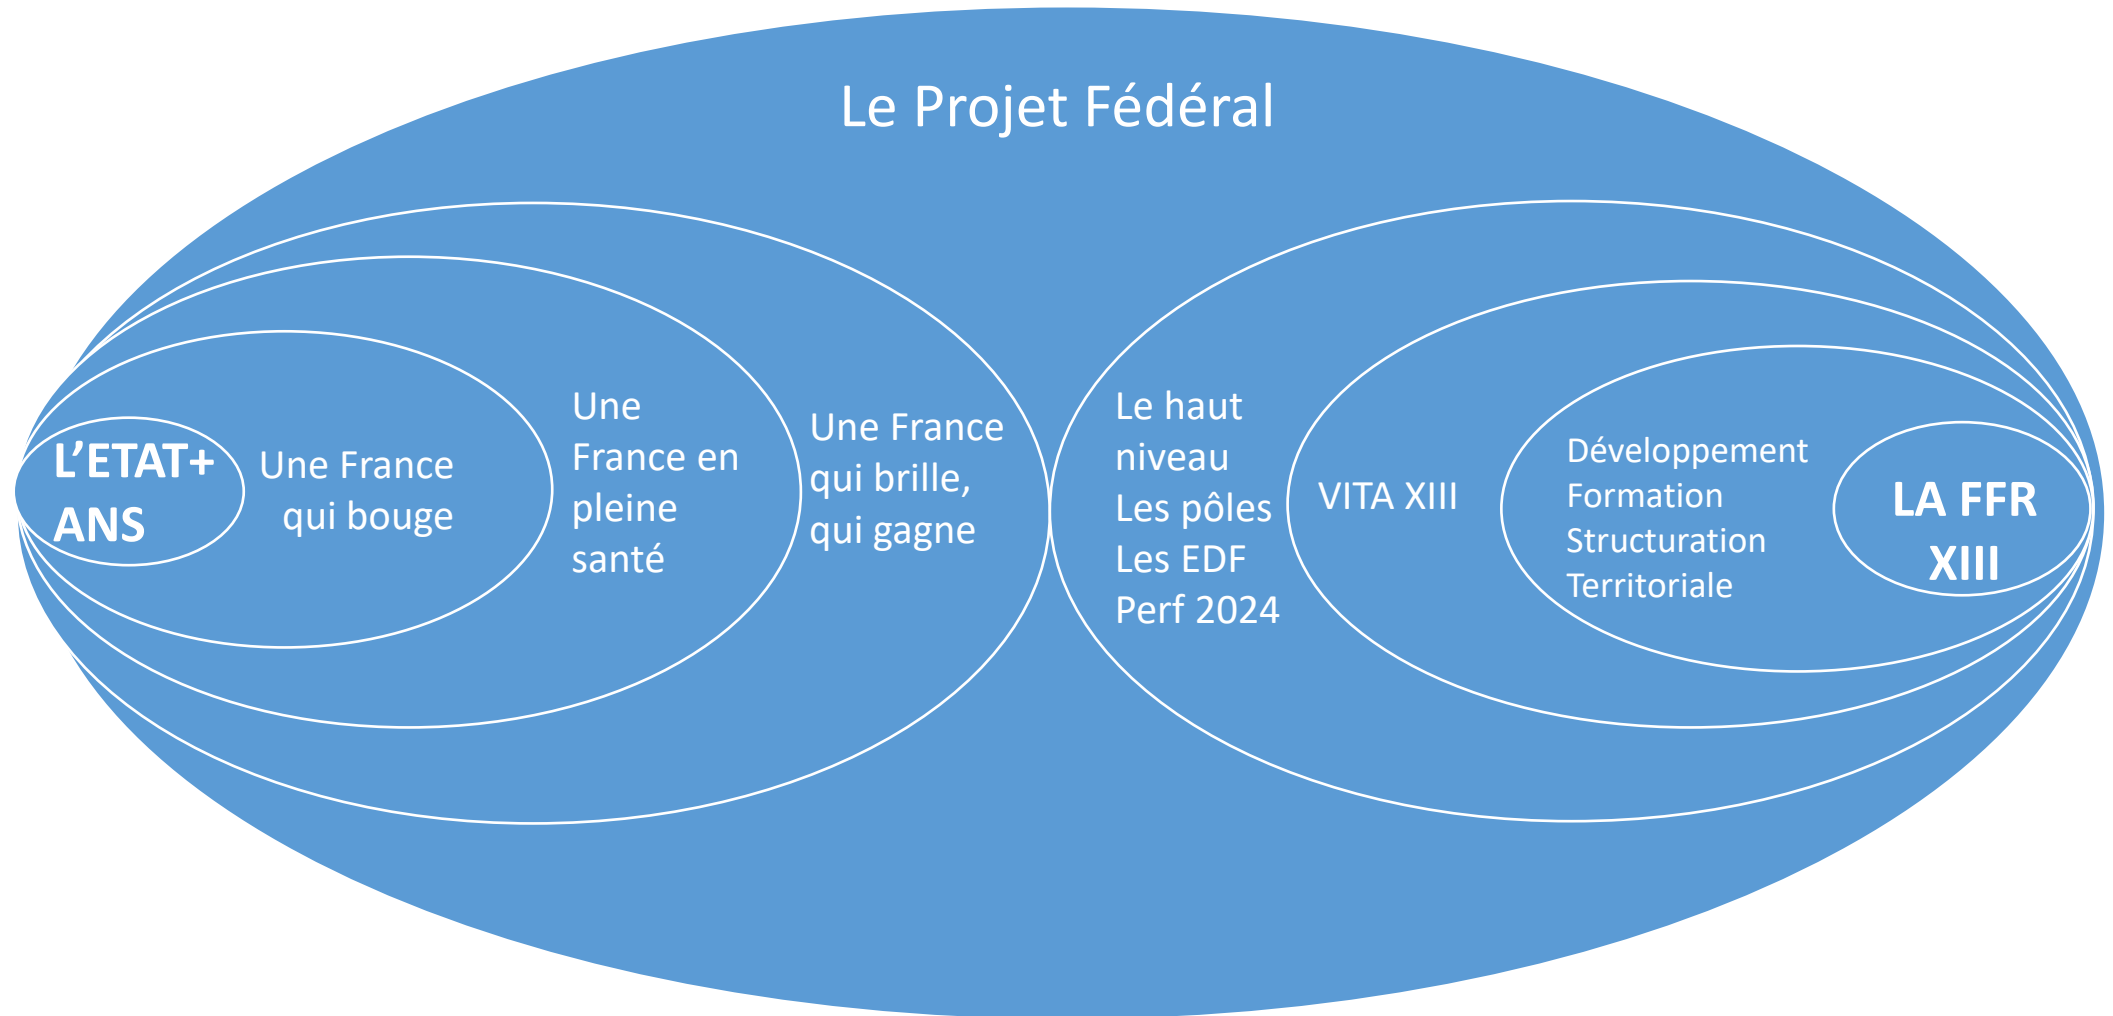 Le Projet Fédéral
L’ETAT+
ANS
Une France
qui bouge
Une
France en
pleine
santé
Une France
qui brille,
qui gagne
Le haut
niveau
Les pôles
Les EDF
Perf 2024
VITA XIII
Développement
Formation
Structuration
Territoriale
LA FFR
XIII